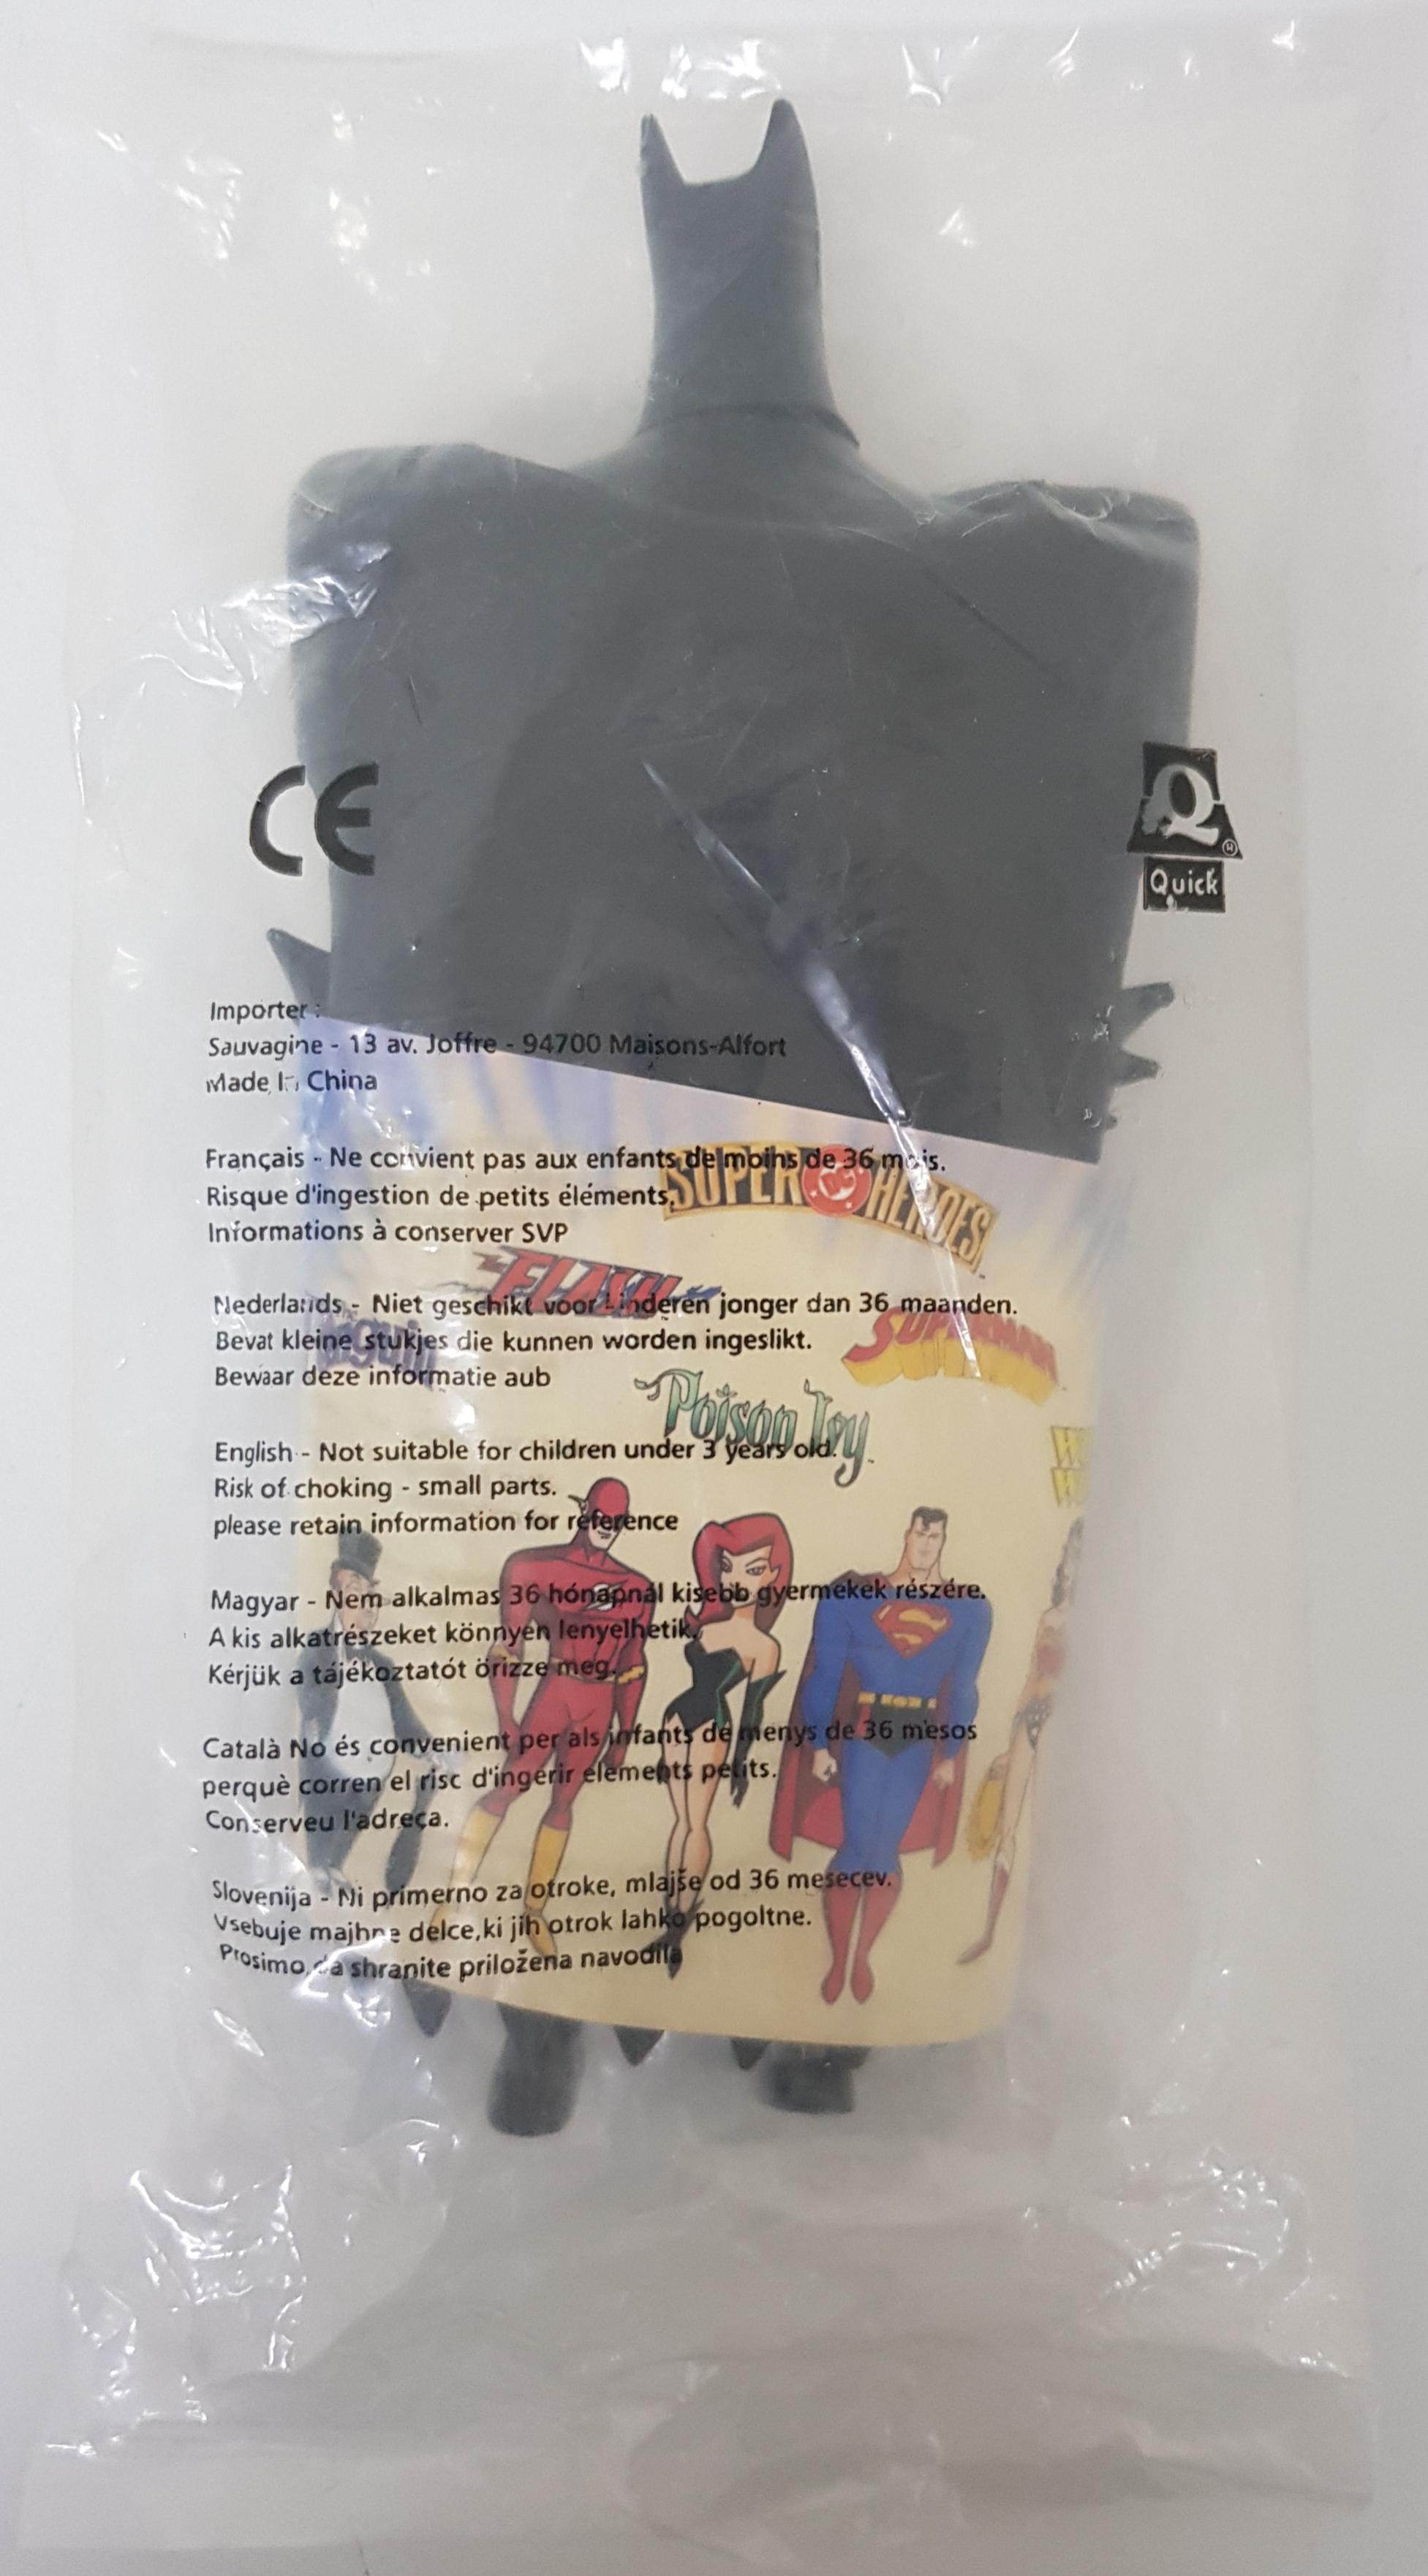 CE
Q
Quick
Importer :
Sauvagine - 13 av. Joffre - 94700 Maisons-Alfort
Made In China
Français - Ne convient pas aux enfants de moins de 36 mois.
Risque d'ingestion de petits éléments.
Informations à conserver SVP
SUPER DC HEROES
FLASH
Nederlands - Niet geschikt voor kinderen jonger dan 36 maanden.
Bevat kleine stukjes die kunnen worden ingeslikt.
Bewaar deze informatie aub
SUPERMAN
Poison Ivy
English - Not suitable for children under 3 years old.
Risk of choking - small parts.
please retain information for reference
Magyar - Nem alkalmas 36 hónapnál kisebb gyermekek részére.
A kis alkatrészeket könnyen lenyelhetik.
Kérjük a tájékoztatót örizze meg.
Català No és convenient per als infants de menys de 36 mesos
perquè corren el risc d'ingerir elements petits.
Conserveu l'adreça.
Slovenija - Ni primerno za otroke, mlajše od 36 mesecev.
Vsebuje majhne delce,ki jih otrok lahko pogoltne.
Prosimo,da shranite priložena navodila